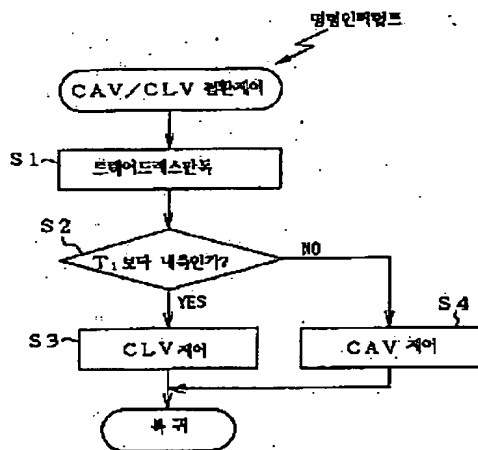 명령인터럽트
CAV/CLV 전환제어
S1
트랙어드레스판독
S2
T₁보다 내측인가?
NO
YES
S3
CLV 제어
S4
CAV 제어
복귀